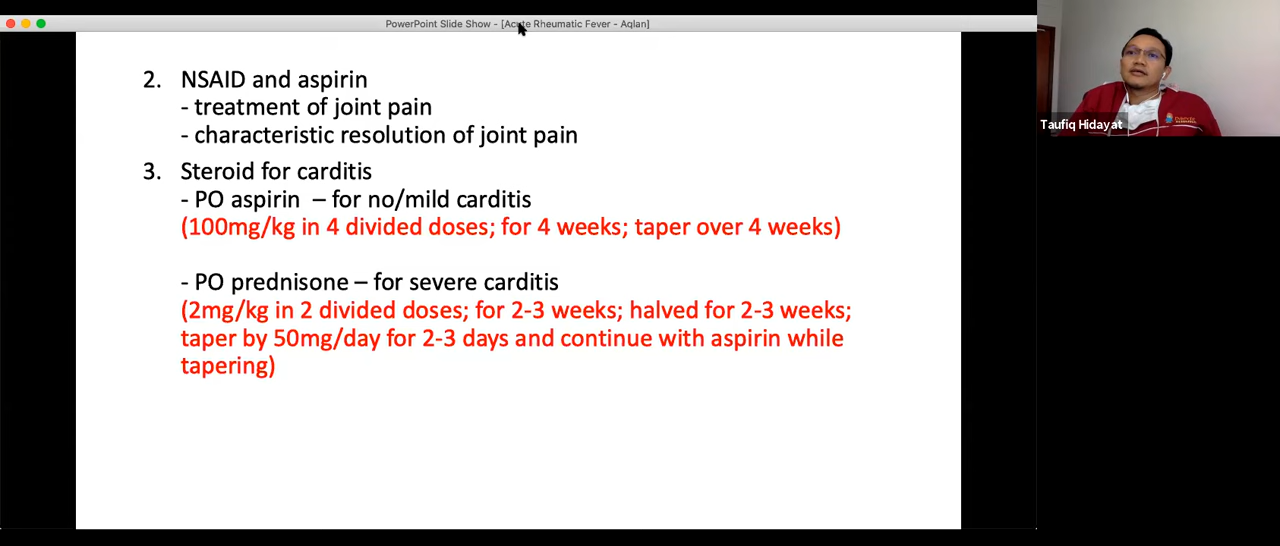 PowerPoint Slide Show - [Acute Rheumatic Fever - Aqlan]
2. NSAID and aspirin
- treatment of joint pain
- characteristic resolution of joint pain
3. Steroid for carditis
- PO aspirin – for no/mild carditis
(100mg/kg in 4 divided doses; for 4 weeks; taper over 4 weeks)
- PO prednisone – for severe carditis
(2mg/kg in 2 divided doses; for 2-3 weeks; halved for 2-3 weeks;
taper by 50mg/day for 2-3 days and continue with aspirin while
tapering)
Taufiq Hidayat